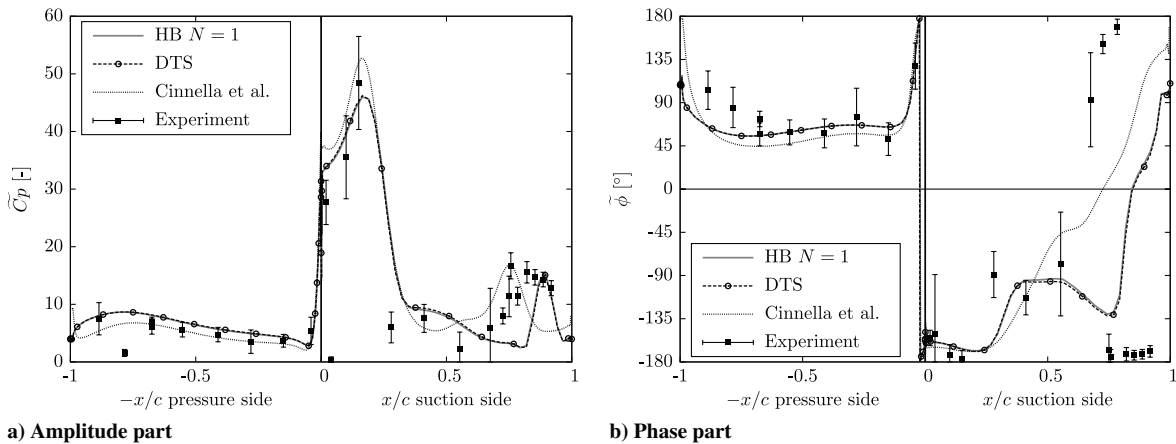 60
50
40
30
20
10
0
-1
-0.5
0
0.5
1
C̃p [-]
−x/c pressure side
x/c suction side
HB N = 1
DTS
Cinnella et al.
Experiment
a) Amplitude part
180
135
90
45
0
-45
-90
-135
-180
-1
-0.5
0
0.5
1
ϕ̃ [°]
−x/c pressure side
x/c suction side
HB N = 1
DTS
Cinnella et al.
Experiment
b) Phase part